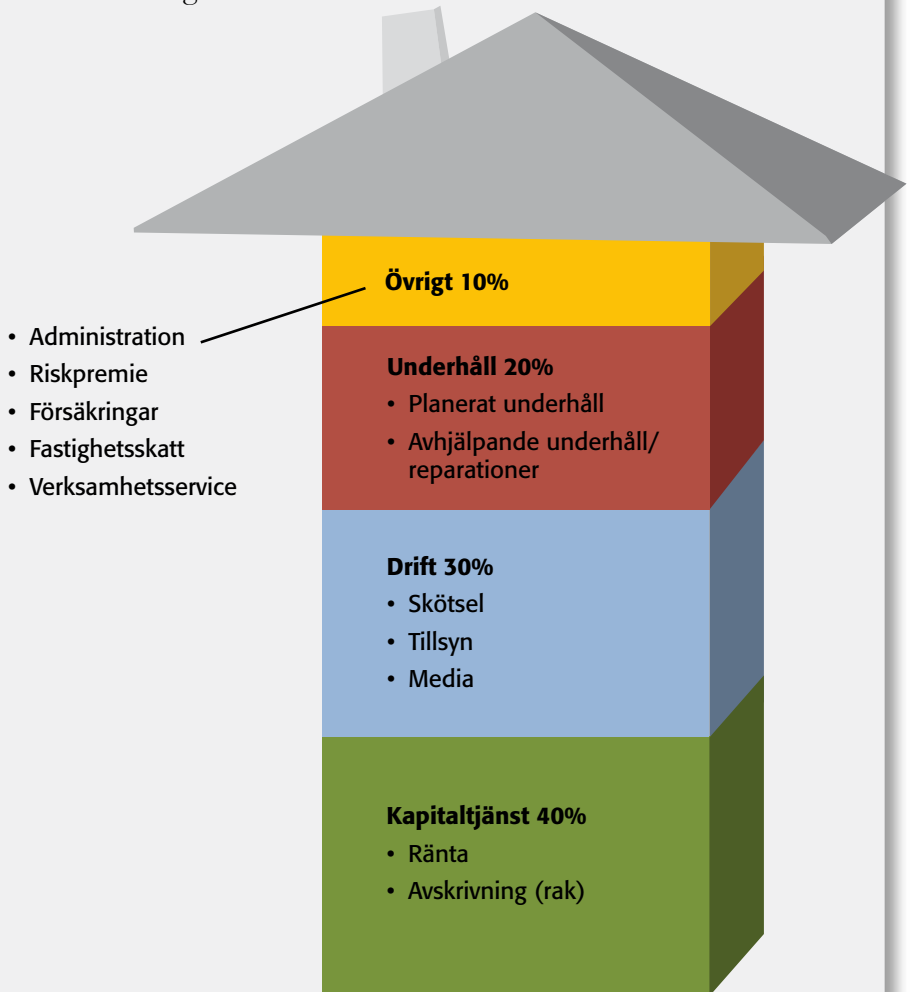 Övrigt 10%
• Administration
• Riskpremie
• Försäkringar
• Fastighetsskatt
• Verksamhetsservice
Underhåll 20%
• Planerat underhåll
• Avhjälpande underhåll/
reparationer
Drift 30%
• Skötsel
• Tillsyn
• Media
Kapitaltjänst 40%
• Ränta
• Avskrivning (rak)